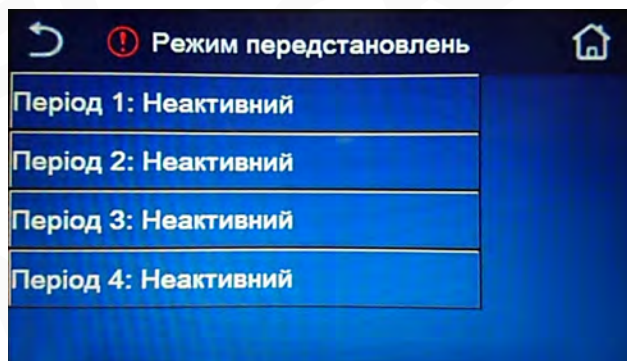 Режим передстановлень
Період 1: Неактивний
Період 2: Неактивний
Період 3: Неактивний
Період 4: Неактивний